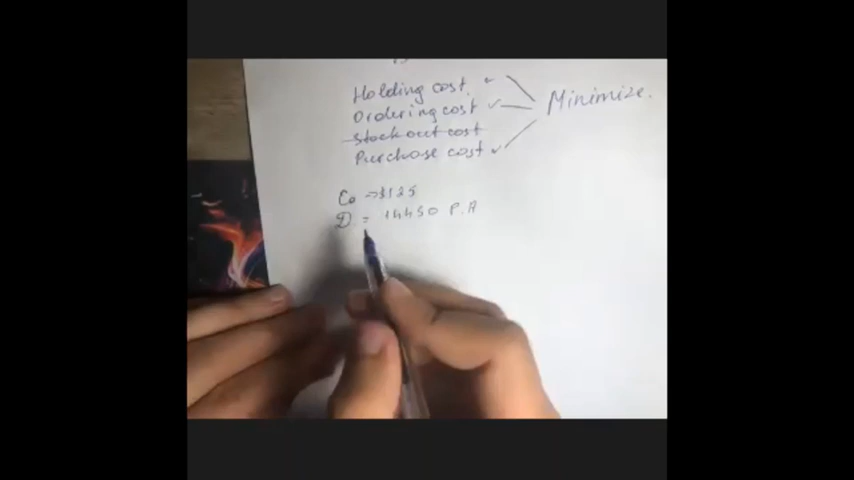 Holding cost. ✓
Ordering cost ✓
Stock out cost
Purchase cost ✓
Minimize.
Co → $125
D = 14450 P.A